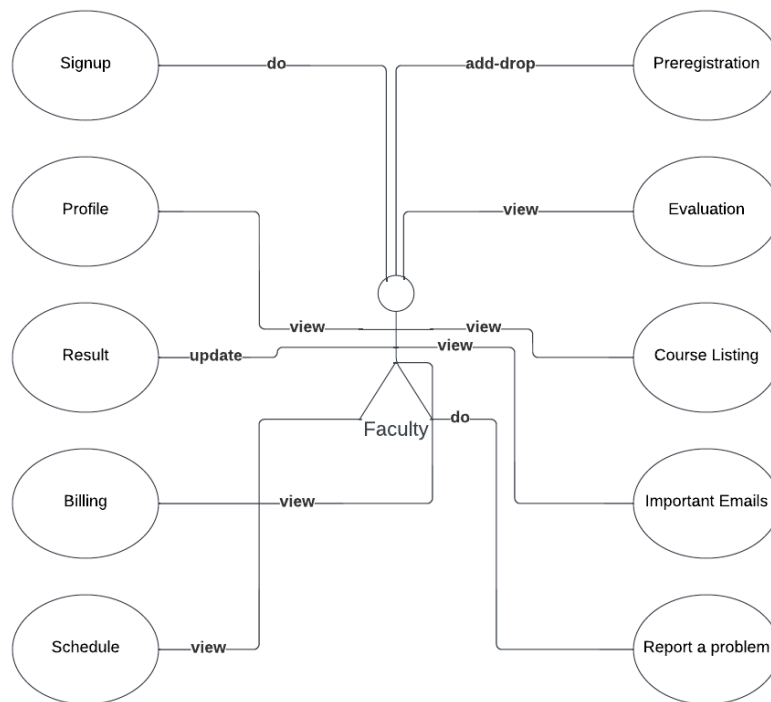 Signup
do
add-drop
Preregistration
Profile
view
Evaluation
view
view
Course Listing
Result
update
view
Faculty
do
Billing
view
Important Emails
Schedule
view
Report a problem